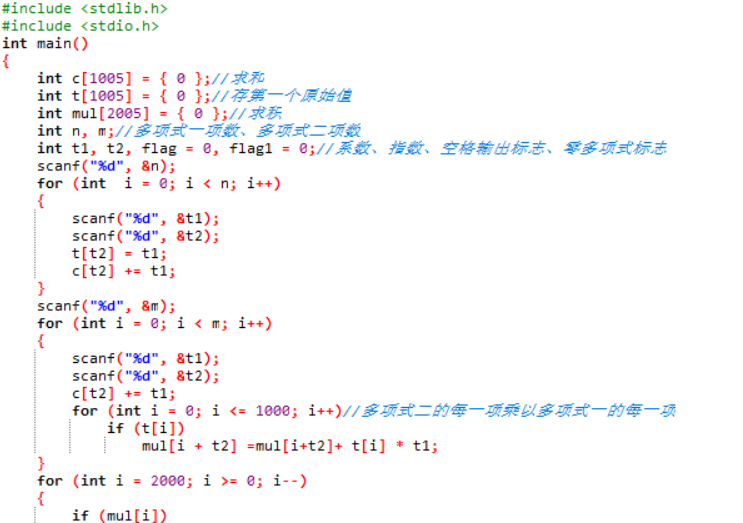 #include <stdlib.h>
#include <stdio.h>
int main()
{
    int c[1005] = { 0 };//求和
    int t[1005] = { 0 };//存第一个原始值
    int mul[2005] = { 0 };//求积
    int n, m;//多项式一项数、多项式二项数
    int t1, t2, flag = 0, flag1 = 0;//系数、指数、空格输出标志、零多项式标志
    scanf("%d", &n);
    for (int  i = 0; i < n; i++)
    {
        scanf("%d", &t1);
        scanf("%d", &t2);
        t[t2] = t1;
        c[t2] += t1;
    }
    scanf("%d", &m);
    for (int i = 0; i < m; i++)
    {
        scanf("%d", &t1);
        scanf("%d", &t2);
        c[t2] += t1;
        for (int i = 0; i <= 1000; i++)//多项式二的每一项乘以多项式一的每一项
            if (t[i])
                mul[i + t2] =mul[i+t2]+ t[i] * t1;
    }
    for (int i = 2000; i >= 0; i--)
    {
        if (mul[i])